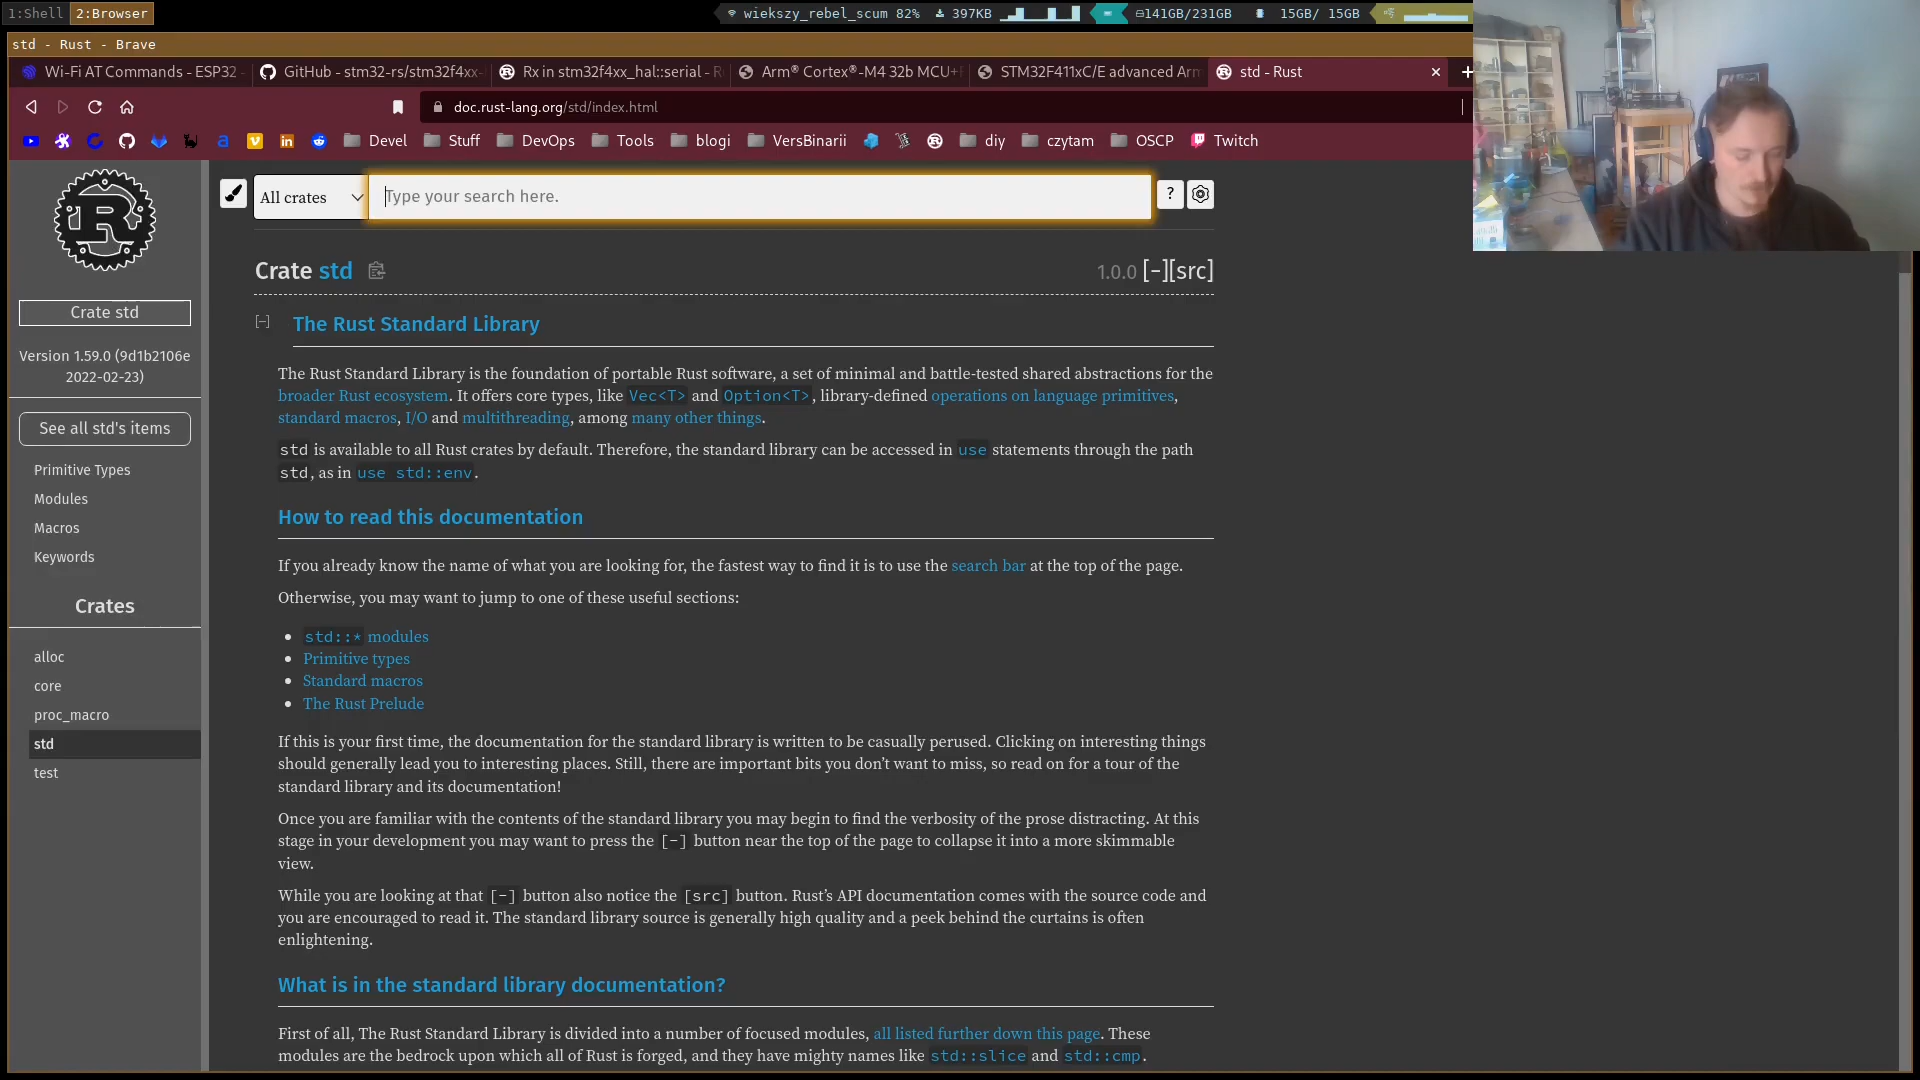 1:Shell 2:Browser
wiekszy_rebel_scum 82% 397KB 141GB/231GB 15GB/ 15GB
std - Rust - Brave
Wi-Fi AT Commands - ESP32 - GitHub - stm32-rs/stm32f4xx- Rx in stm32f4xx_hal::serial - R Arm® Cortex®-M4 32b MCU+F STM32F411xC/E advanced Arm std - Rust
doc.rust-lang.org/std/index.html
Devel Stuff DevOps Tools blogi VersBinarii diy czytam OSCP Twitch
All crates Type your search here. ?
Crate std 1.0.0 [-][src]
Crate std
Version 1.59.0 (9d1b2106e
2022-02-23)
See all std's items
Primitive Types
Modules
Macros
Keywords
Crates
alloc
core
proc_macro
std
test
[-] The Rust Standard Library
The Rust Standard Library is the foundation of portable Rust software, a set of minimal and battle-tested shared abstractions for the
broader Rust ecosystem. It offers core types, like Vec<T> and Option<T>, library-defined operations on language primitives,
standard macros, I/O and multithreading, among many other things.
std is available to all Rust crates by default. Therefore, the standard library can be accessed in use statements through the path
std, as in use std::env.
How to read this documentation
If you already know the name of what you are looking for, the fastest way to find it is to use the search bar at the top of the page.
Otherwise, you may want to jump to one of these useful sections:
std::* modules
Primitive types
Standard macros
The Rust Prelude
If this is your first time, the documentation for the standard library is written to be casually perused. Clicking on interesting things
should generally lead you to interesting places. Still, there are important bits you don’t want to miss, so read on for a tour of the
standard library and its documentation!
Once you are familiar with the contents of the standard library you may begin to find the verbosity of the prose distracting. At this
stage in your development you may want to press the [-] button near the top of the page to collapse it into a more skimmable
view.
While you are looking at that [-] button also notice the [src] button. Rust’s API documentation comes with the source code and
you are encouraged to read it. The standard library source is generally high quality and a peek behind the curtains is often
enlightening.
What is in the standard library documentation?
First of all, The Rust Standard Library is divided into a number of focused modules, all listed further down this page. These
modules are the bedrock upon which all of Rust is forged, and they have mighty names like std::slice and std::cmp.